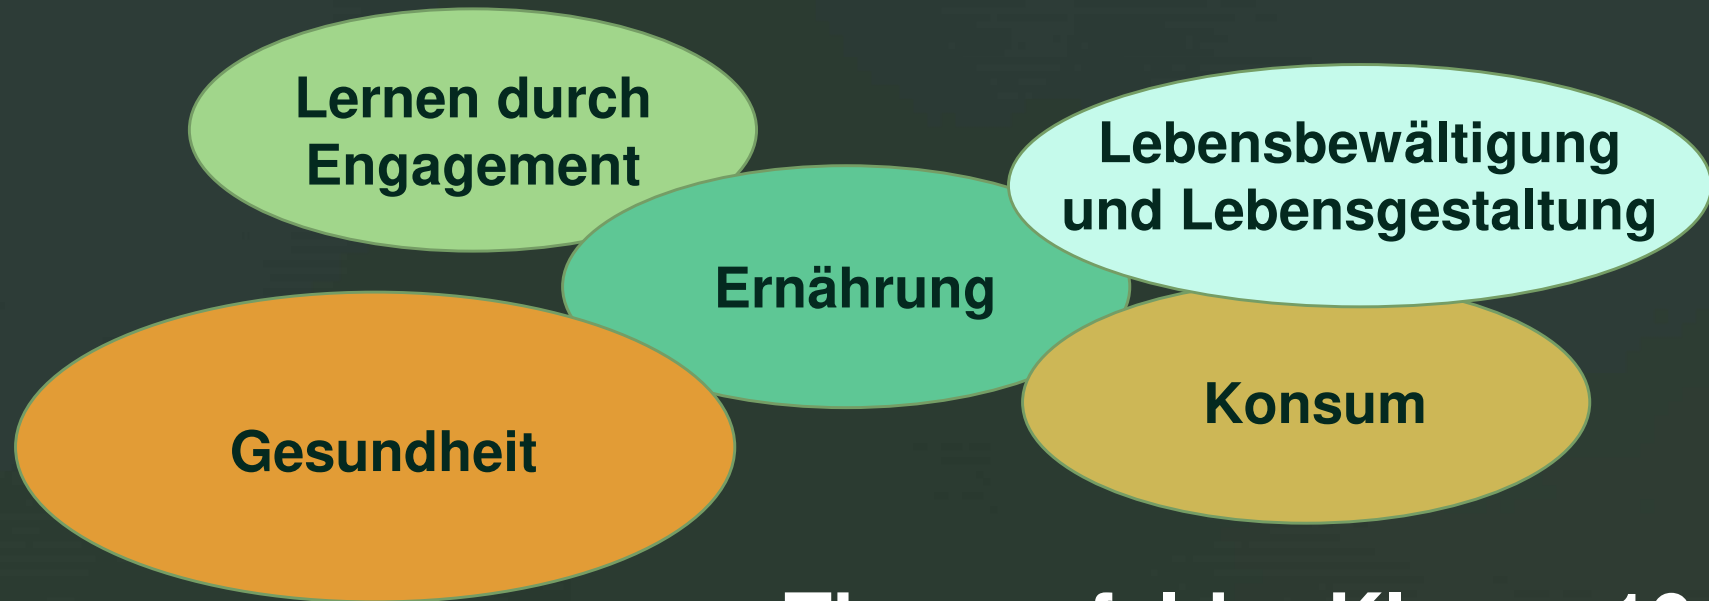 Lernen durch
Engagement
Lebensbewältigung
und Lebensgestaltung
Ernährung
Konsum
Gesundheit